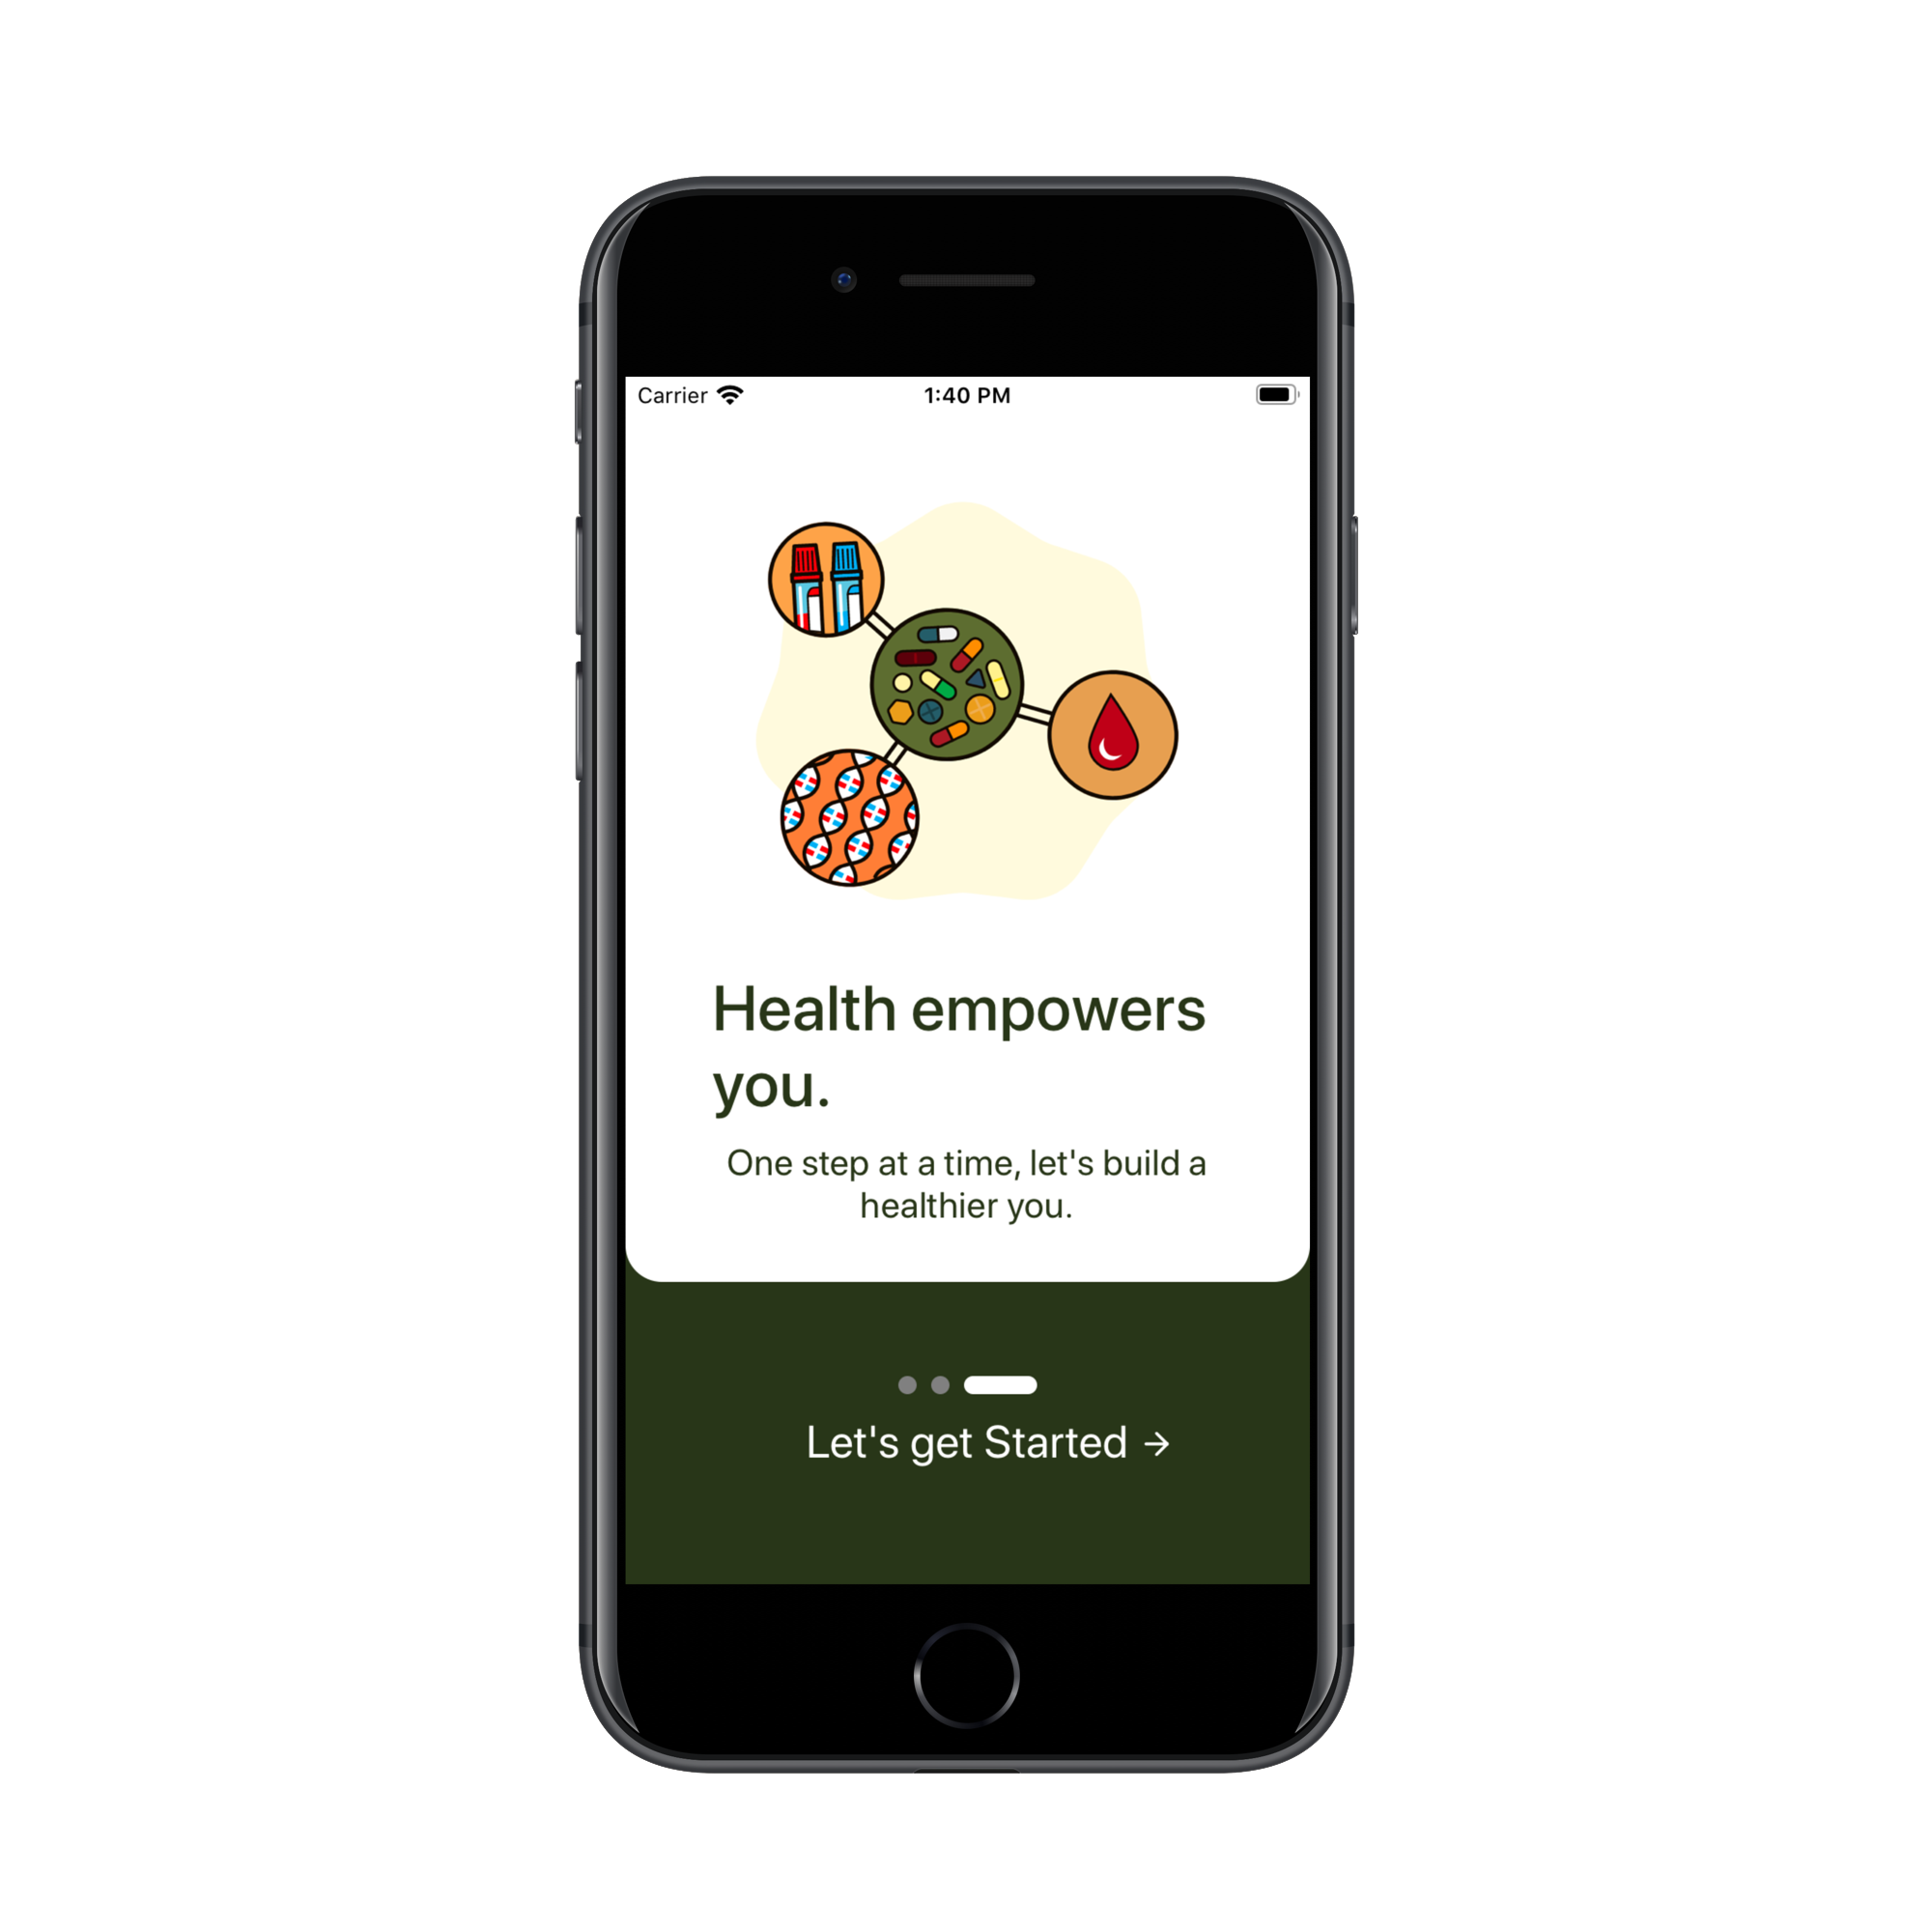 Carrier 1:40 PM
Health empowers
you.
One step at a time, let's build a
healthier you.
Let's get Started →